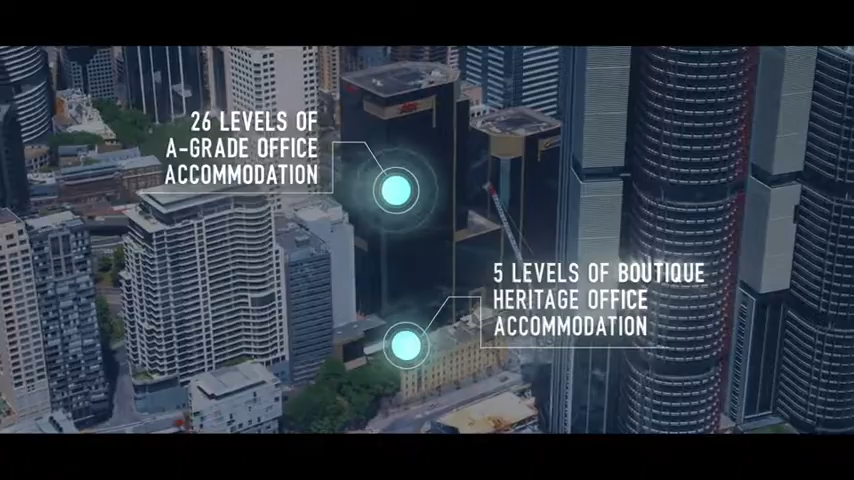 26 LEVELS OF
A-GRADE OFFICE
ACCOMMODATION
5 LEVELS OF BOUTIQUE
HERITAGE OFFICE
ACCOMMODATION